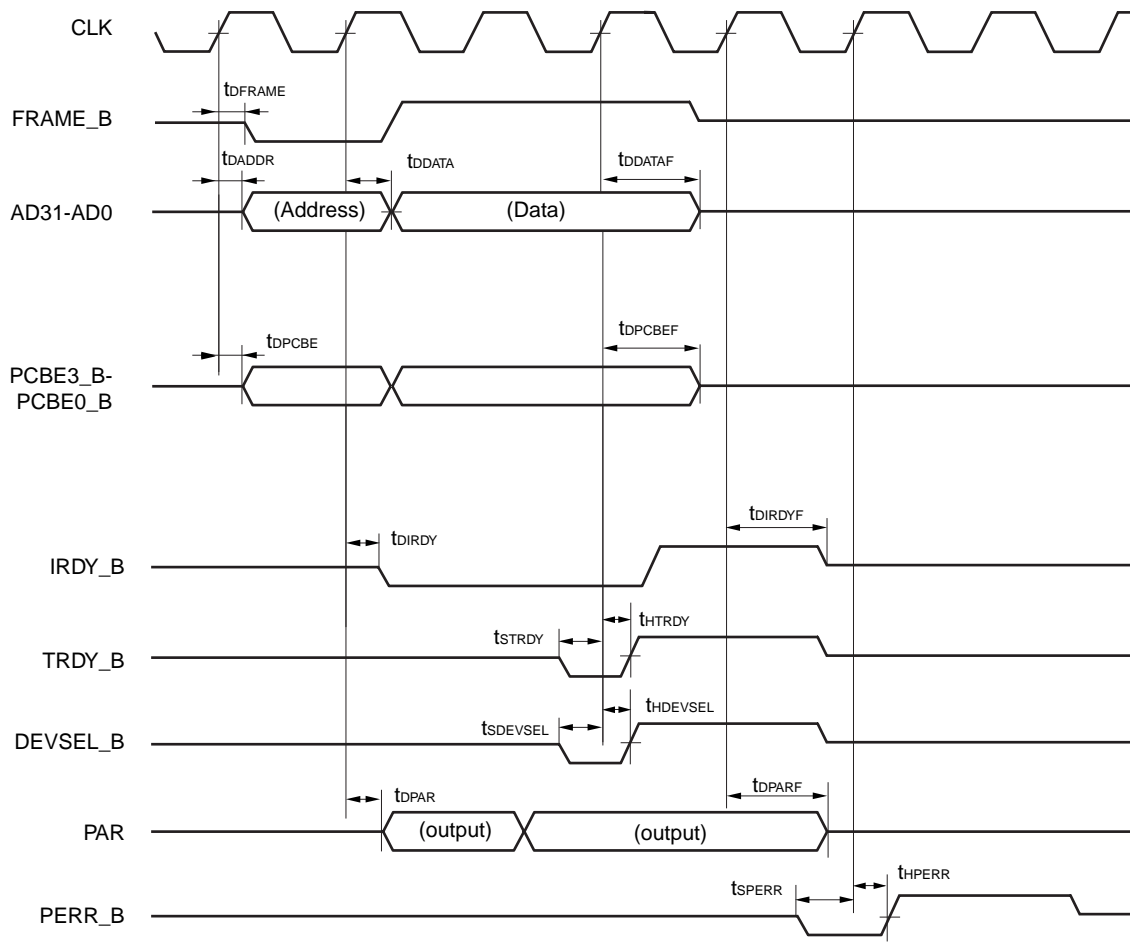 CLK
tDFRAME
FRAME_B
tDADDR
tDDATA
tDDATAF
AD31-AD0
(Address)
(Data)
tDPCBE
tDPCBEF
PCBE3_B-
PCBE0_B
tDIRDY
tDIRDYF
IRDY_B
tSTRDY
tHTRDY
TRDY_B
tSDEVSEL
tHDEVSEL
DEVSEL_B
tDPAR
tDPARF
PAR
(output)
(output)
tSPERR
tHPERR
PERR_B